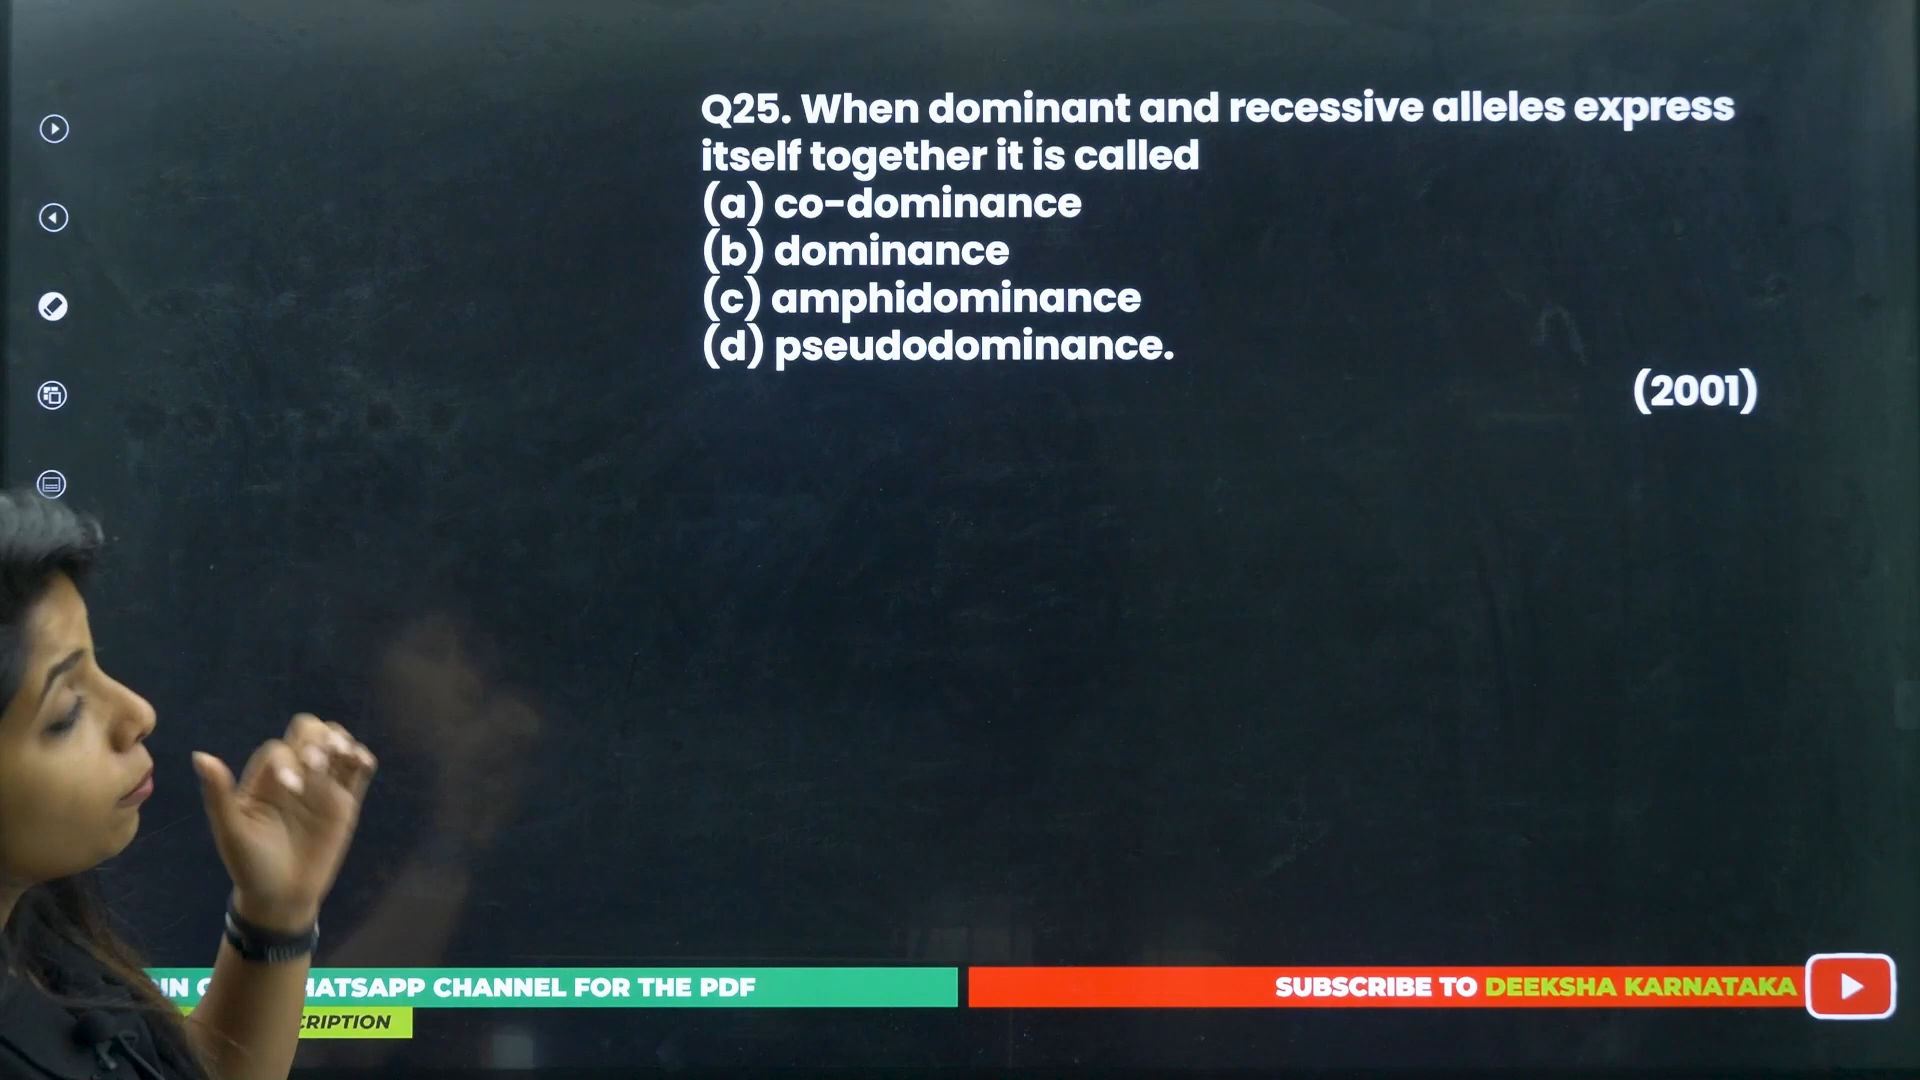 Q25. When dominant and recessive alleles express
itself together it is called
(a) co-dominance
(b) dominance
(c) amphidominance
(d) pseudodominance.
(2001)
HATSAPP CHANNEL FOR THE PDF
CRIPTION
SUBSCRIBE TO DEEKSHA KARNATAKA